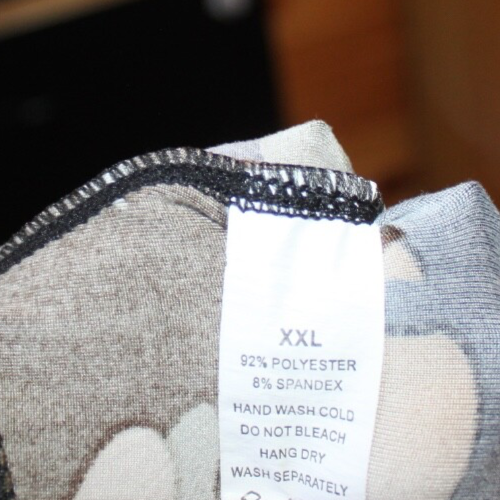 XXL
92% POLYESTER
8% SPANDEX
HAND WASH COLD
DO NOT BLEACH
HANG DRY
WASH SEPARATELY